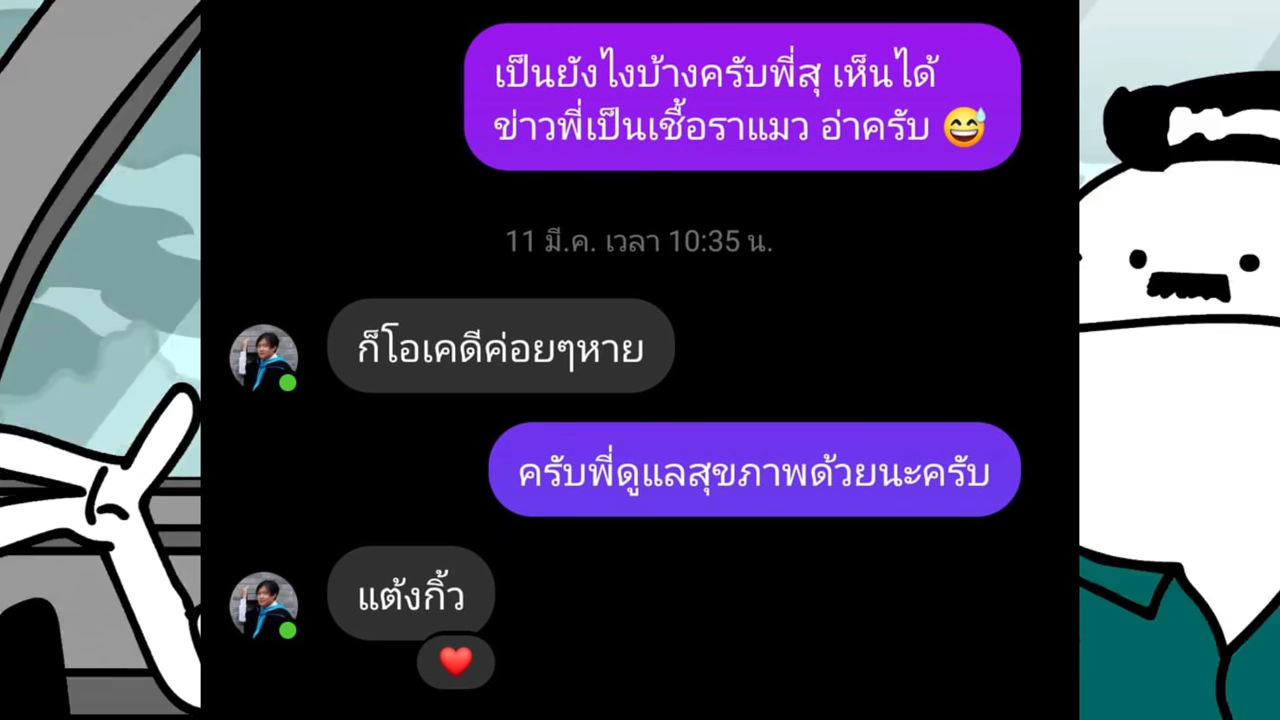 เป็นยังไงบ้างครับพี่สุ เห็นได้
ข่าวพี่เป็นเชื้อราแมว อ่าครับ 😅
11 มี.ค. เวลา 10:35 น.
ก็โอเคดีค่อยๆหาย
ครับพี่ดูแลสุขภาพด้วยนะครับ
แต้งกิ้ว
❤️